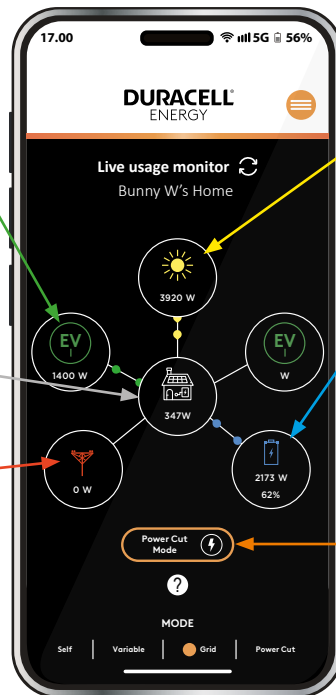 17.00 5G 56%
DURACELL
ENERGY
Live usage monitor
Bunny W's Home
3920 W
EV
1400 W
EV
W
347W
0 W
2173 W
62%
Power Cut
Mode
?
MODE
Self Variable Grid Power Cut